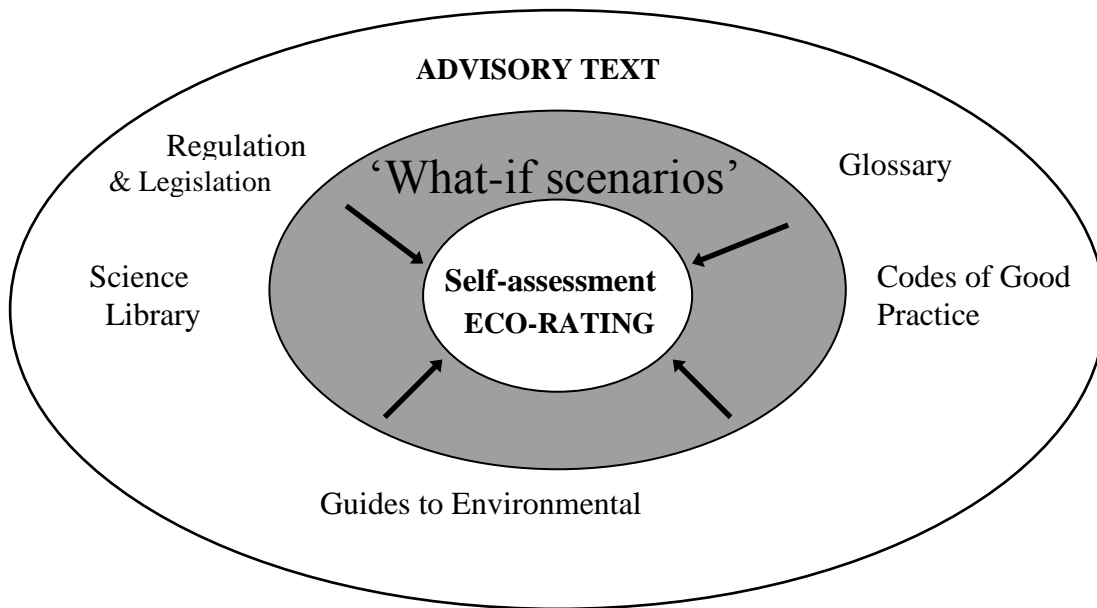 ADVISORY TEXT
Regulation
& Legislation
‘What-if scenarios’
Glossary
Science
Library
Self-assessment
ECO-RATING
Codes of Good
Practice
Guides to Environmental